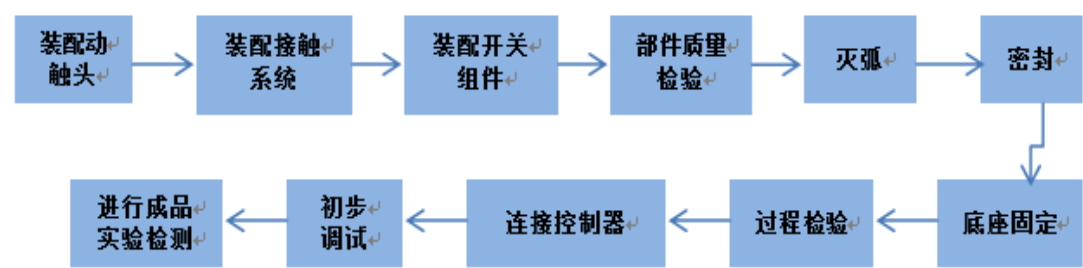 装配动
触头
装配接触
系统
装配开关
组件
部件质量
检验
灭弧
密封
底座固定
过程检验
连接控制器
初步
调试
进行成品
实验检测